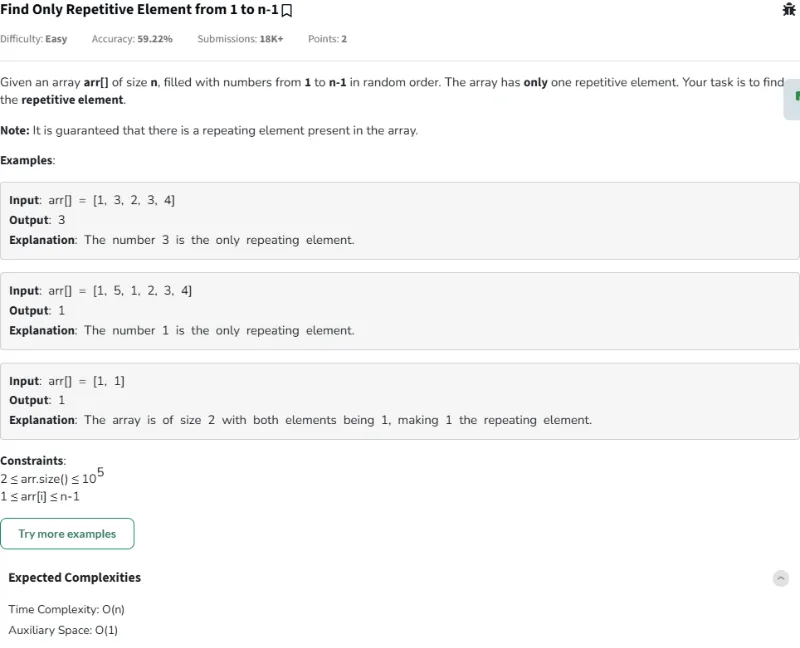 Find Only Repetitive Element from 1 to n-1
Difficulty: Easy Accuracy: 59.22% Submissions: 18K+ Points: 2
Given an array arr[] of size n, filled with numbers from 1 to n-1 in random order. The array has only one repetitive element. Your task is to find
the repetitive element.
Note: It is guaranteed that there is a repeating element present in the array.
Examples:
Input: arr[] = [1, 3, 2, 3, 4]
Output: 3
Explanation: The number 3 is the only repeating element.
Input: arr[] = [1, 5, 1, 2, 3, 4]
Output: 1
Explanation: The number 1 is the only repeating element.
Input: arr[] = [1, 1]
Output: 1
Explanation: The array is of size 2 with both elements being 1, making 1 the repeating element.
Constraints:
2 ≤ arr.size() ≤ 10⁵
1 ≤ arr[i] ≤ n-1
Try more examples
Expected Complexities
Time Complexity: O(n)
Auxiliary Space: O(1)